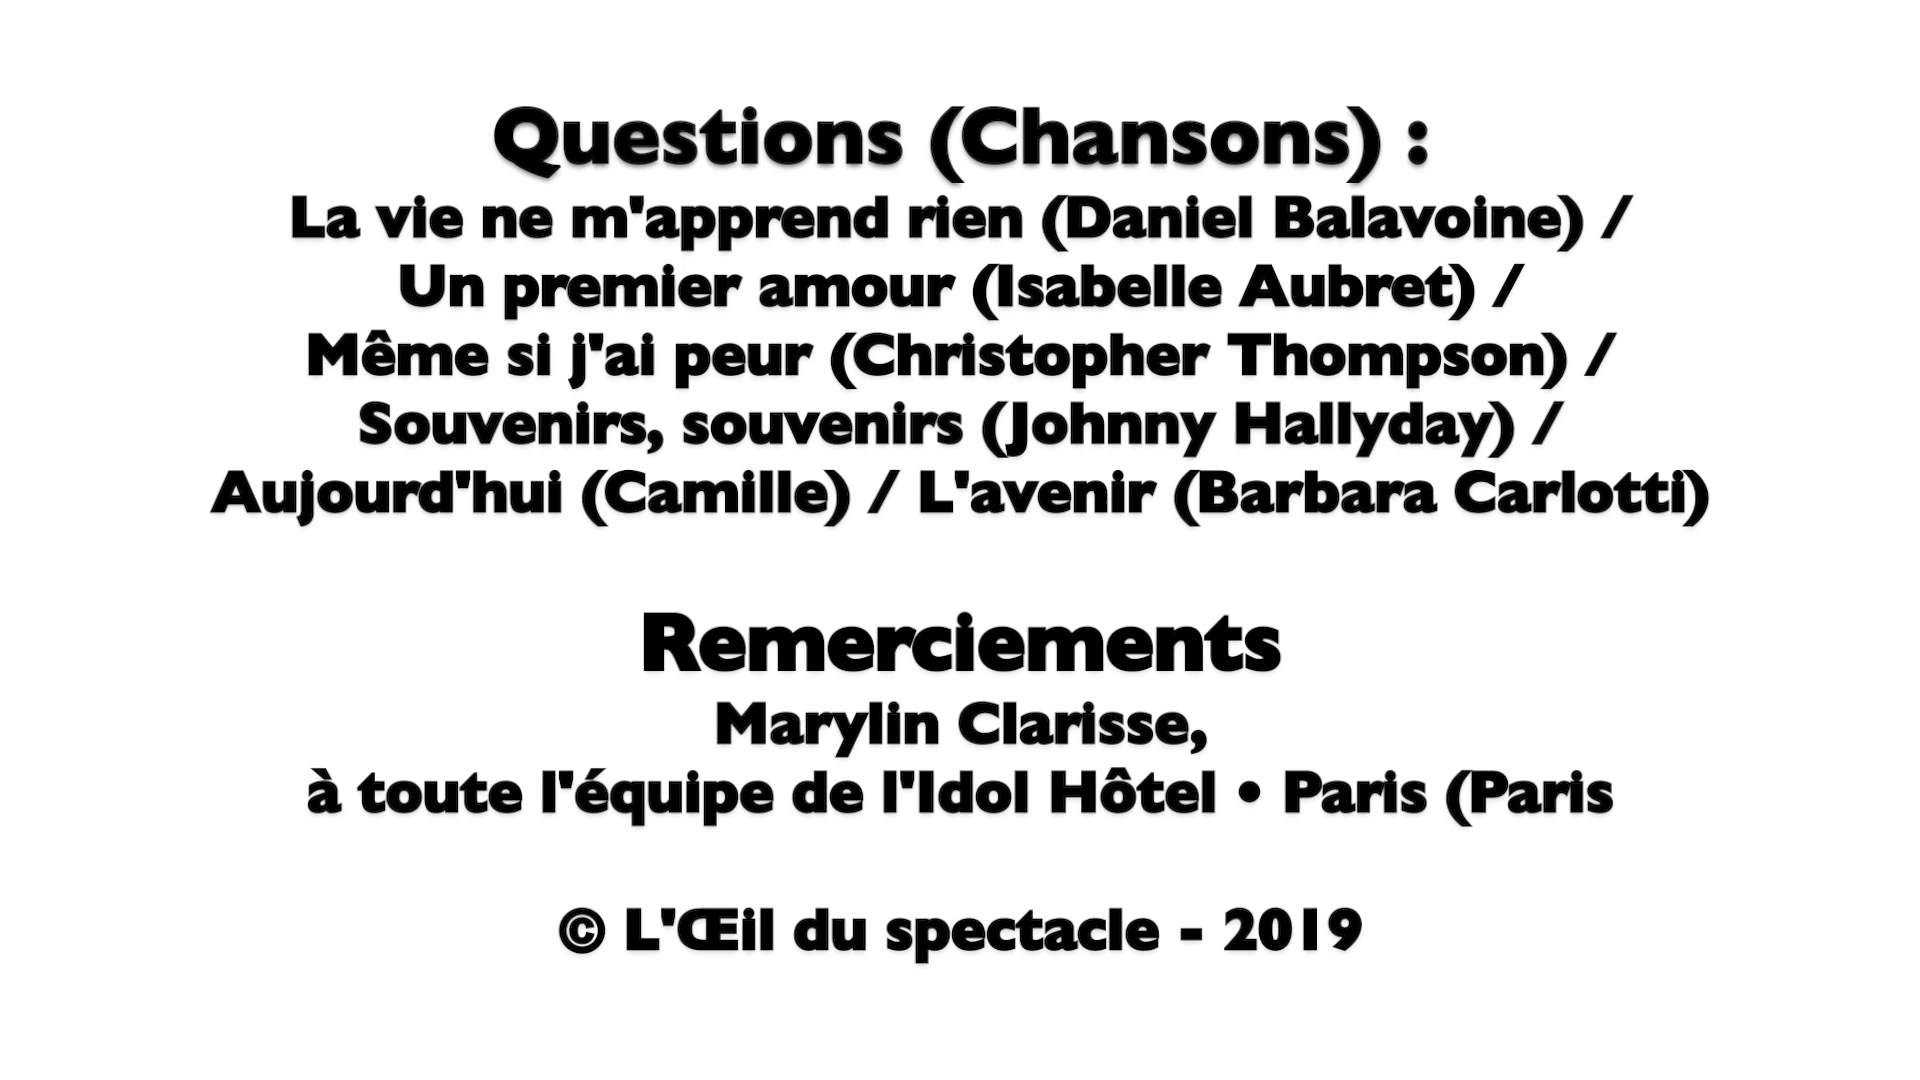 Questions (Chansons) :
La vie ne m'apprend rien (Daniel Balavoine) /
Un premier amour (Isabelle Aubret) /
Même si j'ai peur (Christopher Thompson) /
Souvenirs, souvenirs (Johnny Hallyday) /
Aujourd'hui (Camille) / L'avenir (Barbara Carlotti)
Remerciements
Marylin Clarisse,
à toute l'équipe de l'Idol Hôtel • Paris (Paris
© L'Œil du spectacle - 2019